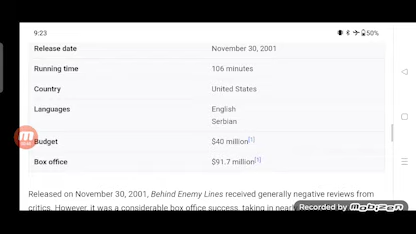 9:23
50%
Release date November 30, 2001
Running time 106 minutes
Country United States
Languages English
Serbian
Budget $40 million[1]
Box office $91.7 million[1]
Released on November 30, 2001, Behind Enemy Lines received generally negative reviews from
critics. However, it was a considerable box office success, taking in nearly
Recorded by Mobizen